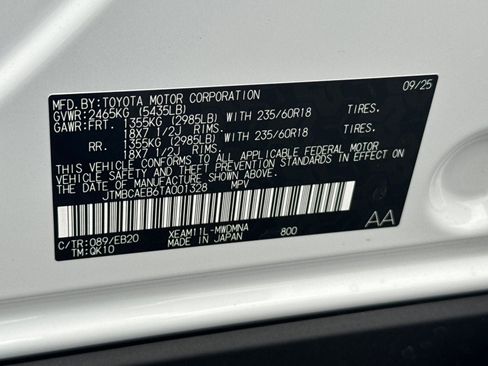 MFD.BY: TOYOTA MOTOR CORPORATION 09/25
GVWR: 2465KG (5435LB)
GAWR: FRT. 1355KG (2985LB) WITH 235/60R18 TIRES.
18X7 1/2J RIMS.
RR. 1355KG (2985LB) WITH 235/60R18 TIRES.
18X7 1/2J RIMS.
THIS VEHICLE CONFORMS TO ALL APPLICABLE FEDERAL MOTOR
VEHICLE SAFETY, BUMPER, AND THEFT PREVENTION STANDARDS IN EFFECT
ON THE DATE OF MANUFACTURE SHOWN ABOVE.
JTMBCAEB6TA001328 MPV
AA
C/TR: 089/EB20 XEAM11L-MWDMNA 800
TM: QK10 MADE IN JAPAN